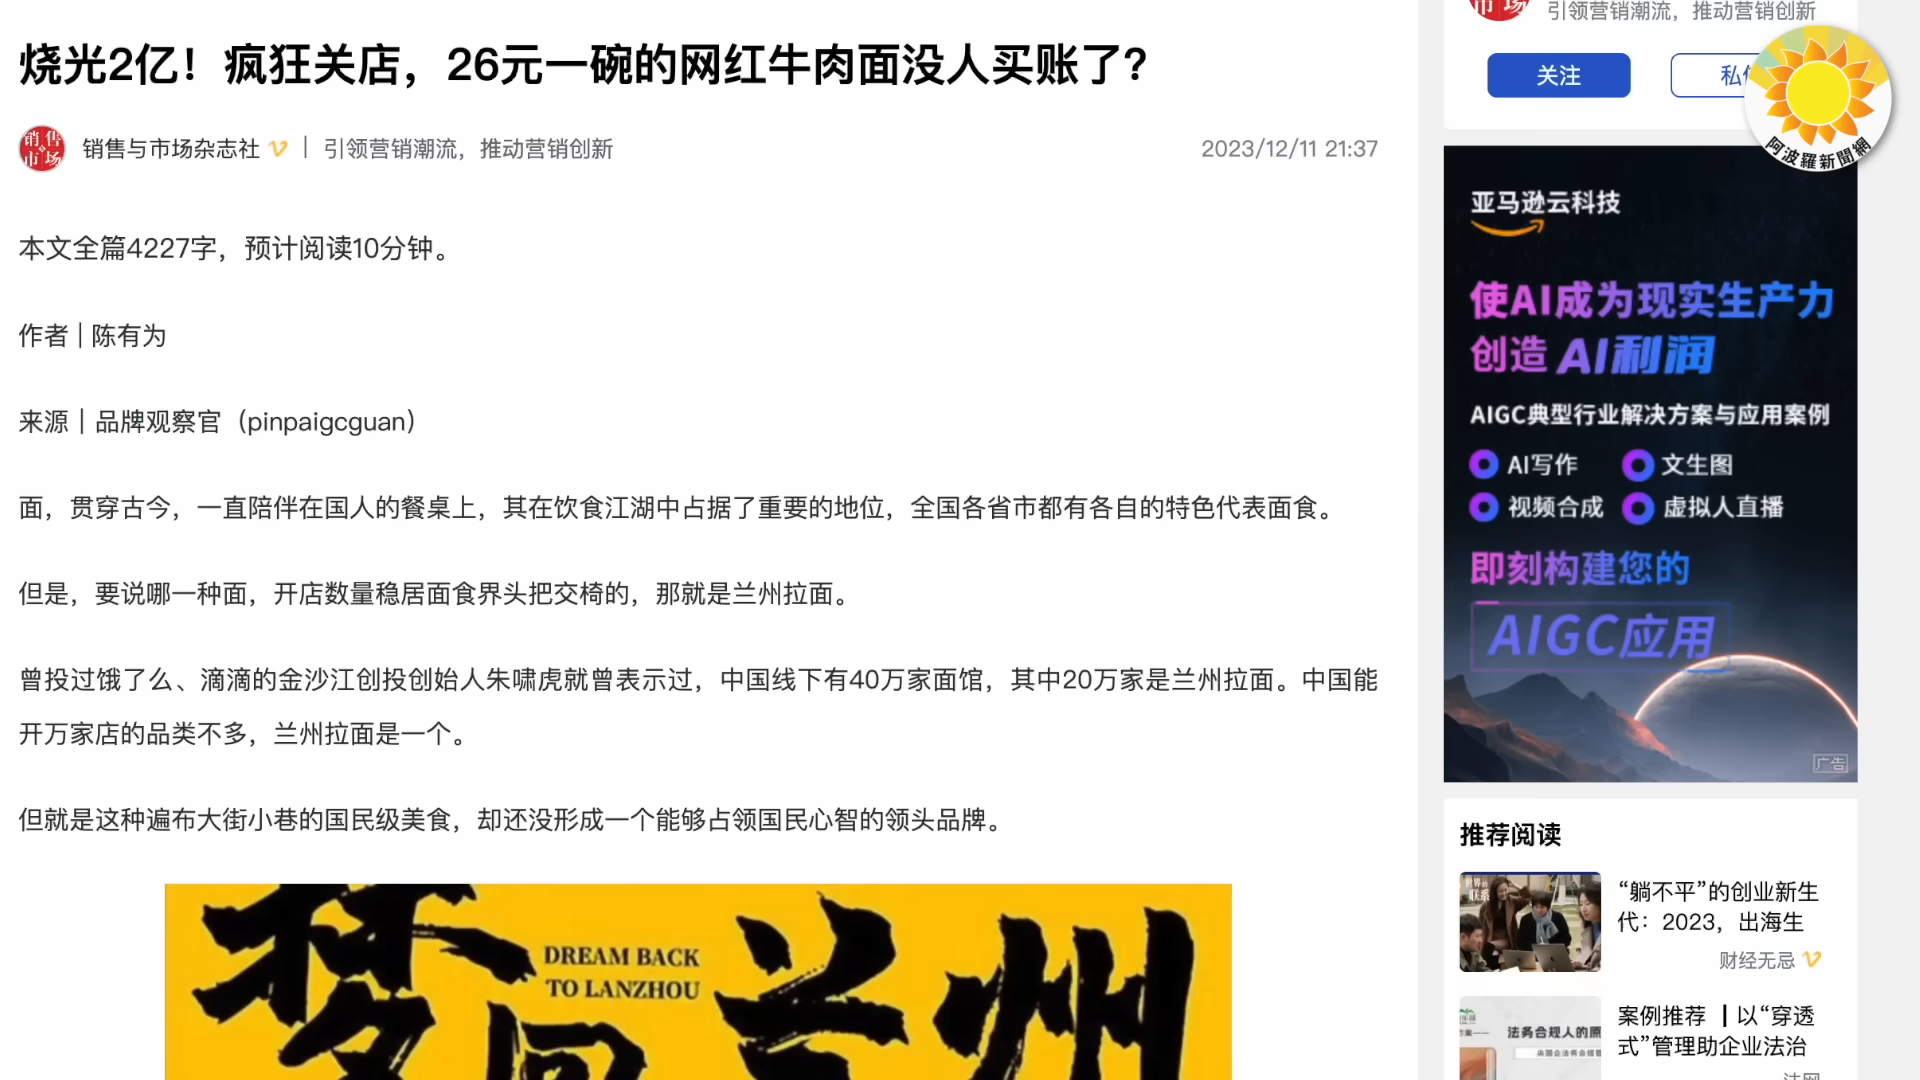 烧光2亿！疯狂关店，26元一碗的网红牛肉面没人买账了？
销售与市场杂志社 | 引领营销潮流，推动营销创新
2023/12/11 21:37
本文全篇4227字，预计阅读10分钟。
作者 | 陈有为
来源 | 品牌观察官（pinpaigcguan）
面，贯穿古今，一直陪伴在国人的餐桌上，其在饮食江湖中占据了重要的地位，全国各省市都有各自的特色代表面食。
但是，要说哪一种面，开店数量稳居面食界头把交椅的，那就是兰州拉面。
曾投过饿了么、滴滴的金沙江创投创始人朱啸虎就曾表示过，中国线下有40万家面馆，其中20万家是兰州拉面。中国能
开万家店的品类不多，兰州拉面是一个。
但就是这种遍布大街小巷的国民级美食，却还没形成一个能够占领国民心智的领头品牌。
梦回
DREAM BACK
TO LANZHOU
兰州
引领营销潮流，推动营销创新
关注
阿波羅新聞網
亚马逊云科技
使AI成为现实生产力
创造AI利润
AIGC典型行业解决方案与应用案例
AI写作 文生图
视频合成 虚拟人直播
即刻构建您的
AIGC应用
广告
推荐阅读
“躺不平”的创业新生
代：2023，出海生
财经无忌
案例推荐 | 以“穿透
式”管理助企业法治
法务合规人的原